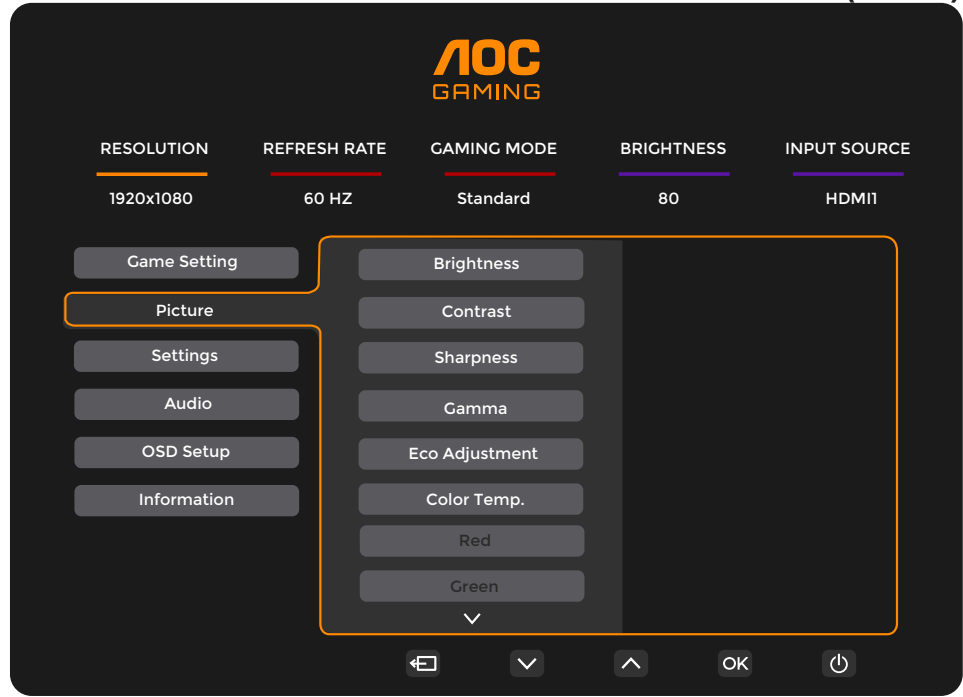 AOC
GAMING
RESOLUTION REFRESH RATE GAMING MODE BRIGHTNESS INPUT SOURCE
1920x1080 60 HZ Standard 80 HDMI1
Game Setting
Picture
Settings
Audio
OSD Setup
Information
Brightness
Contrast
Sharpness
Gamma
Eco Adjustment
Color Temp.
Red
Green
OK